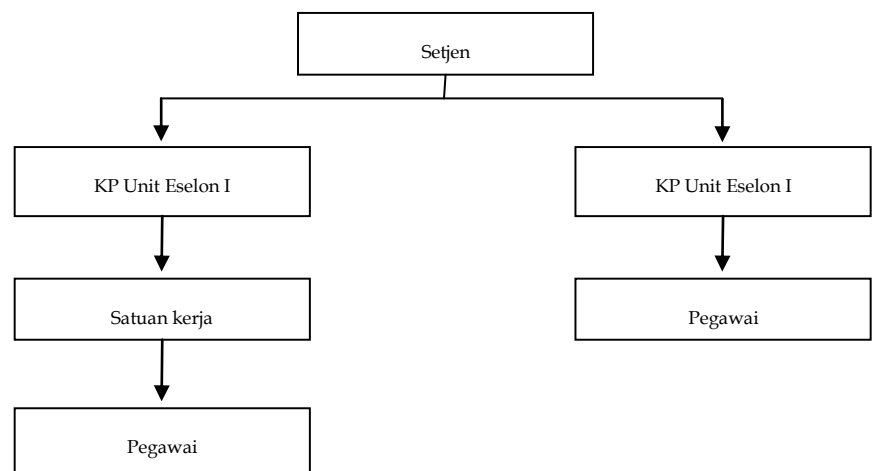 Setjen
KP Unit Eselon I
KP Unit Eselon I
Satuan kerja
Pegawai
Pegawai